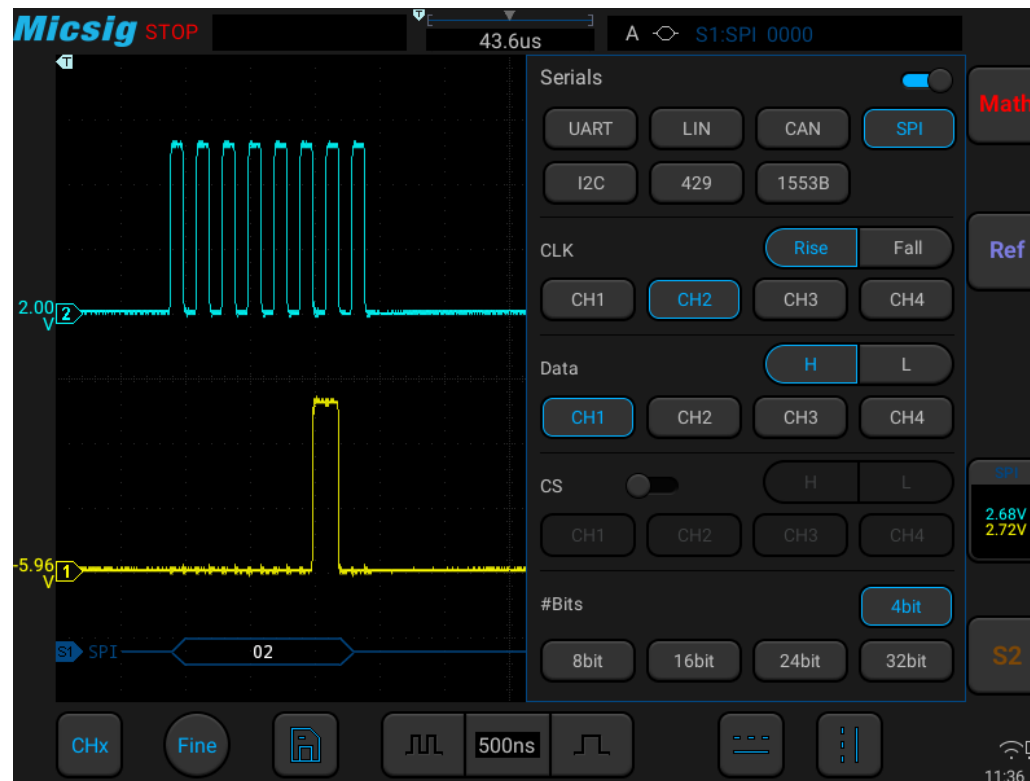 Micsig STOP
T
43.6us
A S1:SPI 0000
T
Serials
Math
UART LIN CAN SPI
I2C 429 1553B
CLK Rise Fall
Ref
CH1 CH2 CH3 CH4
2.00
V 2
Data H L
CH1 CH2 CH3 CH4
CS H L
SPI
2.68V
2.72V
CH1 CH2 CH3 CH4
-5.96
V 1
#Bits 4bit
S1 SPI 02
8bit 16bit 24bit 32bit
S2
CHx Fine 500ns
11:36